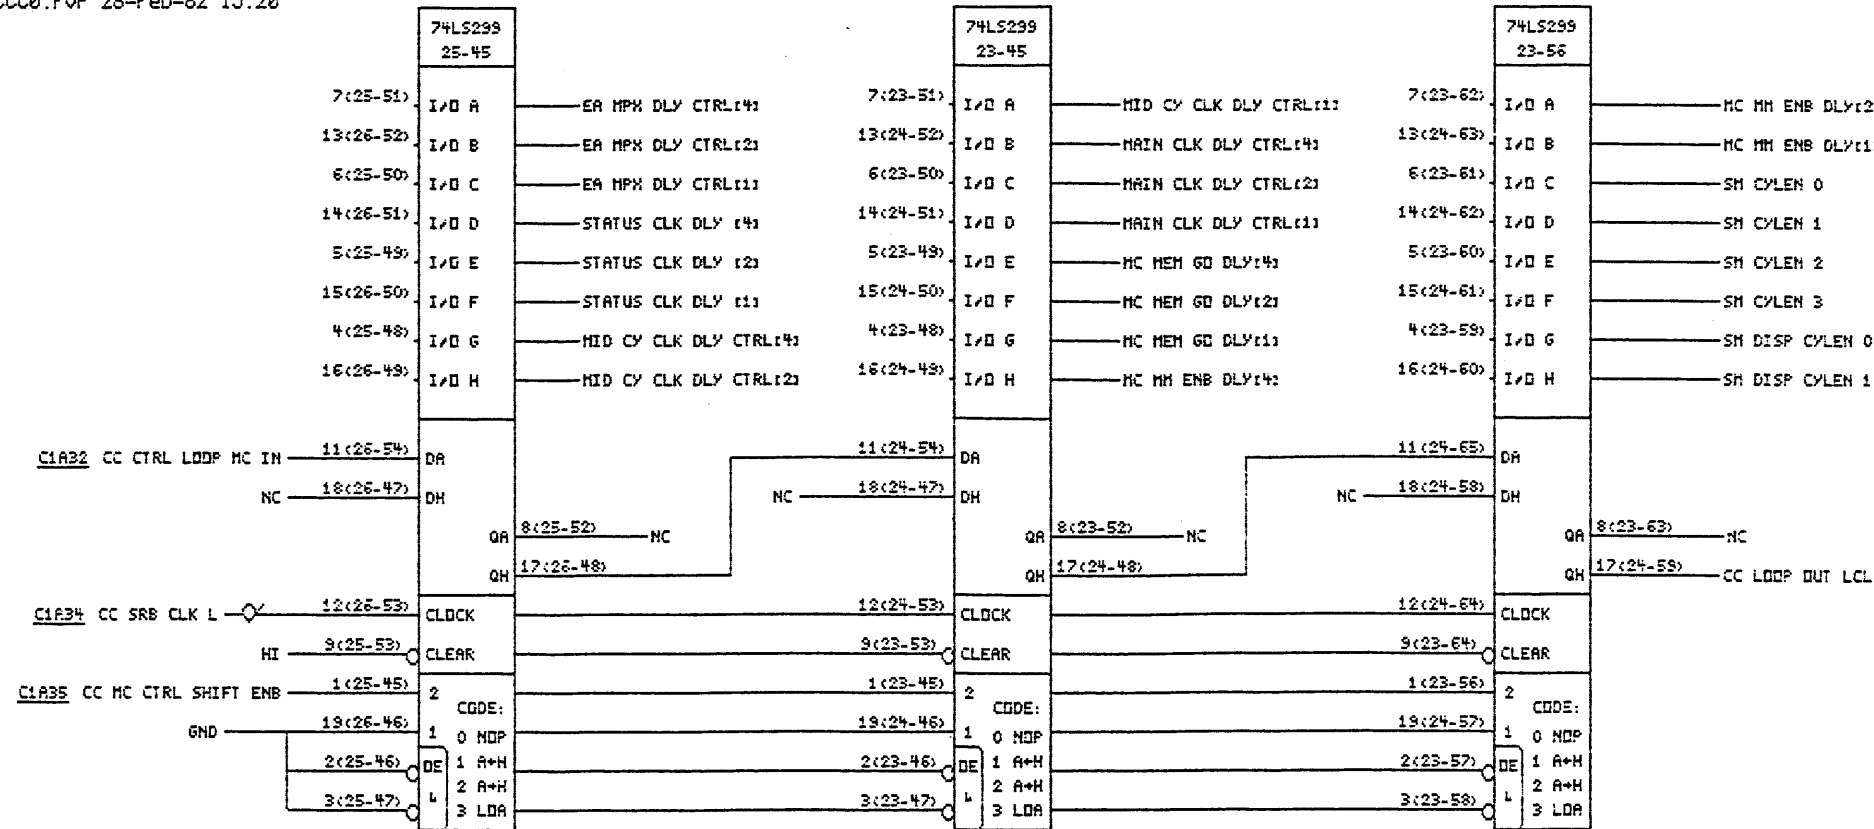 28-Feb-82
74LS299
25-45
7(25-51) I/O A EA MPX DLY CTRL[4]
13(26-52) I/O B EA MPX DLY CTRL[2]
6(25-50) I/O C EA MPX DLY CTRL[1]
14(26-51) I/O D STATUS CLK DLY [4]
5(25-49) I/O E STATUS CLK DLY [2]
15(26-50) I/O F STATUS CLK DLY [1]
4(25-48) I/O G MID CY CLK DLY CTRL[4]
16(26-49) I/O H MID CY CLK DLY CTRL[2]
C1A32 CC CTRL LOOP MC IN 11(26-54) DA
NC 18(26-47) DH
QA 8(25-52) NC
QH 17(26-48)
C1A34 CC SRB CLK L 12(26-53) CLOCK
HI 9(25-53) CLEAR
C1A35 CC MC CTRL SHIFT ENB 1(25-45) 2
CODE:
GND 19(26-46) 1 0 NOP
2(25-46) OE 1 A←H
3(25-47) L 2 A→H
3 LOA
74LS299
23-45
7(23-51) I/O A MID CY CLK DLY CTRL[1]
13(24-52) I/O B MAIN CLK DLY CTRL[4]
6(23-50) I/O C MAIN CLK DLY CTRL[2]
14(24-51) I/O D MAIN CLK DLY CTRL[1]
5(23-49) I/O E MC MEM GO DLY[4]
15(24-50) I/O F MC MEM GO DLY[2]
4(23-48) I/O G MC MEM GO DLY[1]
16(24-49) I/O H MC MM ENB DLY[4]
11(24-54) DA
NC 18(24-47) DH
QA 8(23-52) NC
QH 17(24-48)
12(24-53) CLOCK
9(23-53) CLEAR
1(23-45) 2
CODE:
19(24-46) 1 0 NOP
2(23-46) OE 1 A←H
3(23-47) L 2 A→H
3 LOA
74LS299
23-56
7(23-62) I/O A MC MM ENB DLY[2
13(24-63) I/O B MC MM ENB DLY[1
6(23-61) I/O C SM CYLEN 0
14(24-62) I/O D SM CYLEN 1
5(23-60) I/O E SM CYLEN 2
15(24-61) I/O F SM CYLEN 3
4(23-59) I/O G SM DISP CYLEN 0
16(24-60) I/O H SM DISP CYLEN 1
11(24-65) DA
NC 18(24-58) DH
QA 8(23-63) NC
QH 17(24-59) CC LOOP OUT LCL
12(24-64) CLOCK
9(23-64) CLEAR
1(23-56) 2
CODE:
19(24-57) 1 0 NOP
2(23-57) OE 1 A←H
3(23-58) L 2 A→H
3 LOA